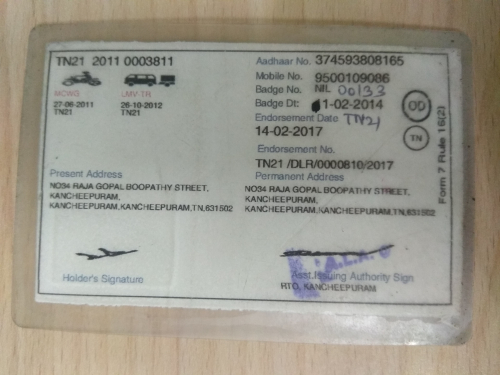 TN21 2011 0003811
MCWG
LMV-TR
27-06-2011
26-10-2012
TN21
TN21
Aadhaar No. 374593808165
Mobile No. 9500109086
Badge No. NIL 00133
Badge Dt: 1-02-2014
Endorsement Date TN21
14-02-2017
Endorsement No.
TN21 /DLR/0000810/2017
OD
TN
Form 7 Rule 16(2)
Present Address
NO34 RAJA GOPAL BOOPATHY STREET,
KANCHEEPURAM,
KANCHEEPURAM,KANCHEEPURAM,TN,631502
Permanent Address
NO34 RAJA GOPAL BOOPATHY STREET,
KANCHEEPURAM,
KANCHEEPURAM,KANCHEEPURAM,TN,631502
Holder's Signature
Asst.Issuing Authority Sign
RTO, KANCHEEPURAM